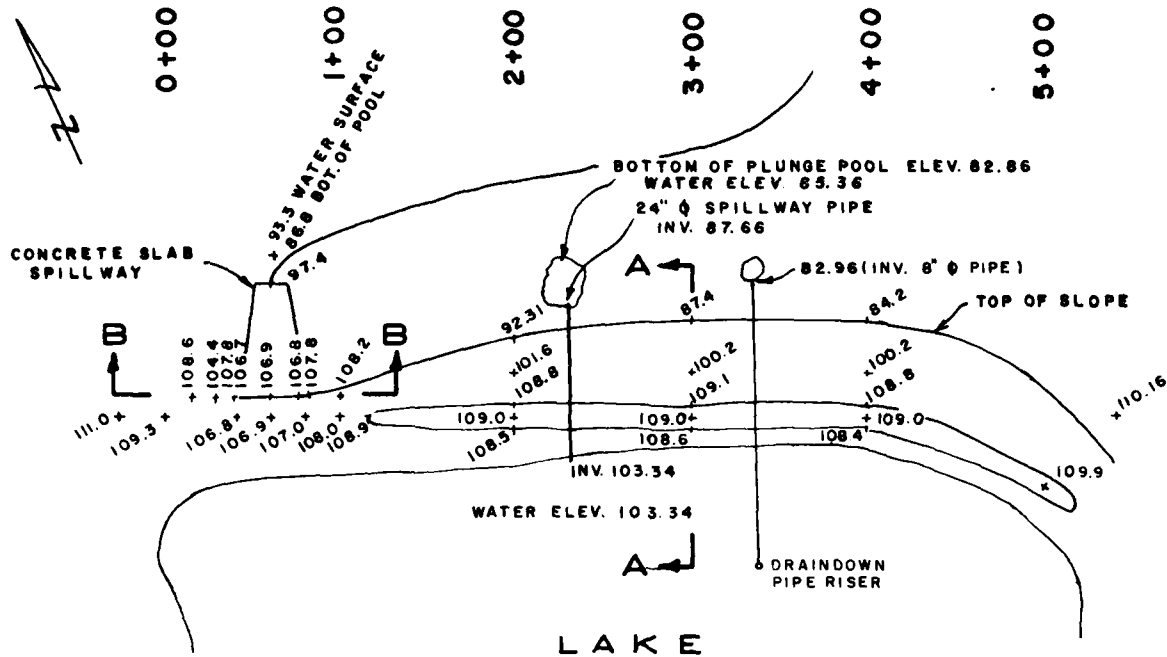 0+00
1+00
2+00
3+00
4+00
5+00
93.3 WATER SURFACE
86.8 BOT. OF POOL
97.4
BOTTOM OF PLUNGE POOL ELEV. 82.86
WATER ELEV. 85.36
24" ϕ SPILLWAY PIPE
INV. 87.66
CONCRETE SLAB
SPILLWAY
A
82.96 (INV. 8" ϕ PIPE)
TOP OF SLOPE
92.31
87.4
84.2
B
B
108.6
104.4
107.8
106.7
106.9
106.8
107.8
108.2
101.6
100.2
100.2
108.8
109.1
108.8
110.16
111.0
109.3
106.8
106.9
107.0
108.0
108.9
109.0
109.0
109.0
108.5
108.6
108.4
109.9
INV. 103.34
WATER ELEV. 103.34
A
DRAINDOWN
PIPE RISER
LAKE